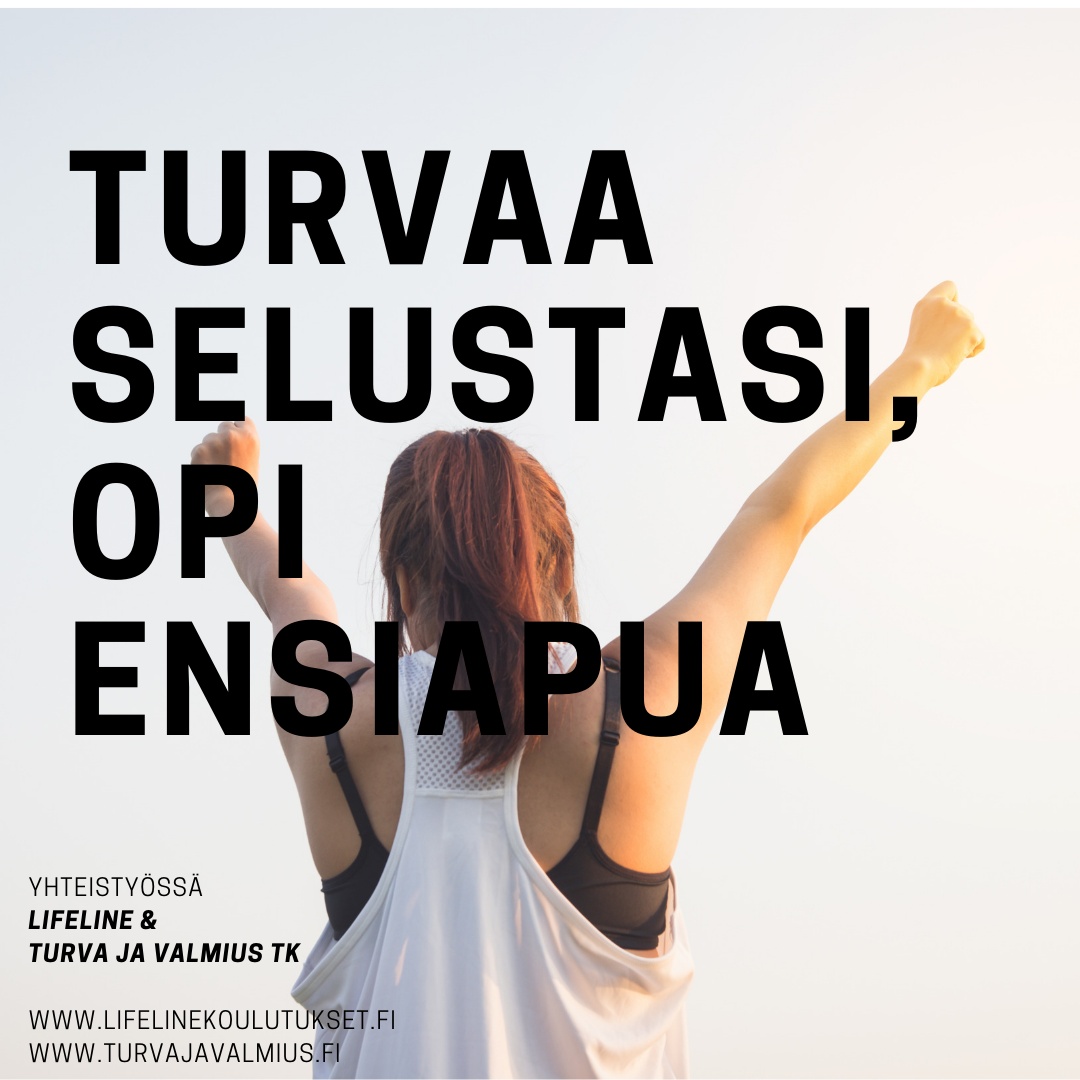 TURVAA
SELUSTASI,
OPI
ENSIAPUA
YHTEISTYÖSSÄ
LIFELINE &
TURVA JA VALMIUS TK
WWW.LIFELINEKOULUTUKSET.FI
WWW.TURVAJAVALMIUS.FI